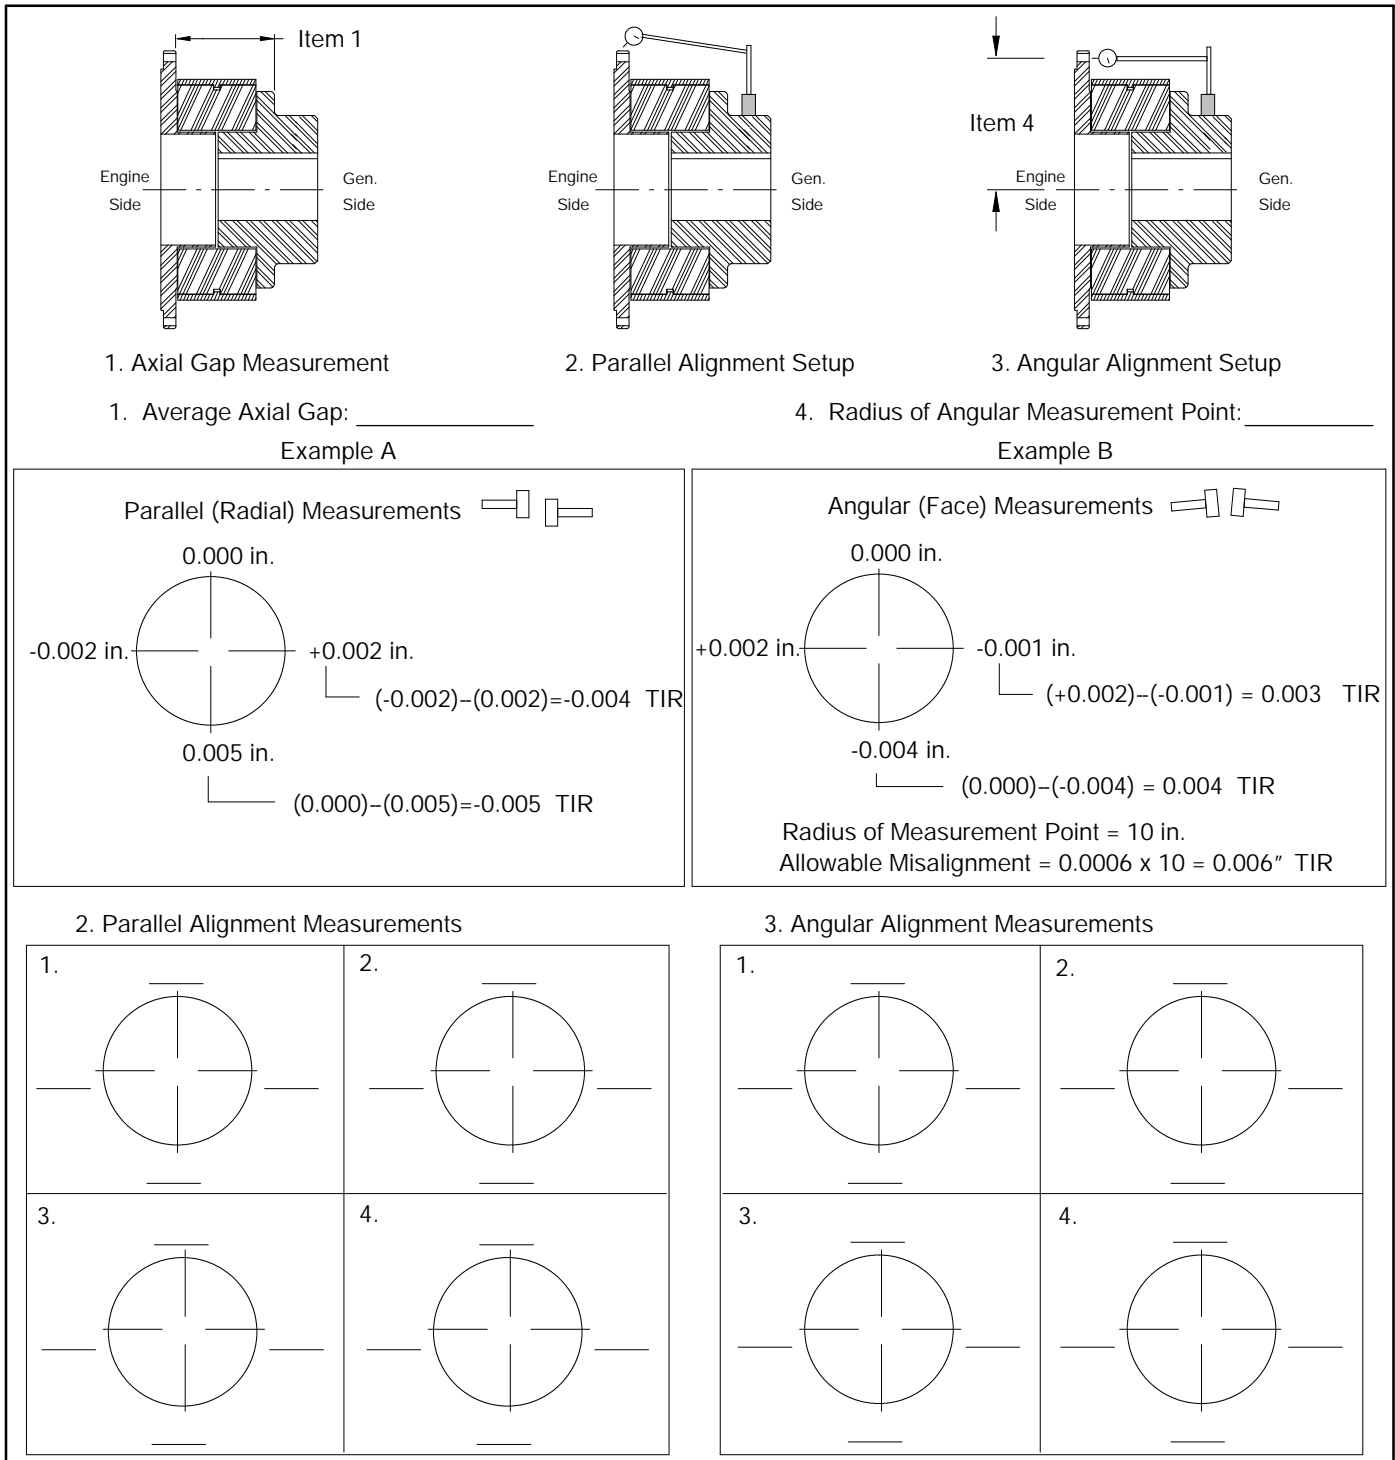 Item 1
Item 4
Engine
Side
Gen.
Side
Engine
Side
Gen.
Side
Engine
Side
Gen.
Side
1. Axial Gap Measurement
2. Parallel Alignment Setup
3. Angular Alignment Setup
1. Average Axial Gap:
4. Radius of Angular Measurement Point:
Example A
Parallel (Radial) Measurements
0.000 in.
-0.002 in.
+0.002 in.
(-0.002)–(0.002)=-0.004 TIR
0.005 in.
(0.000)–(0.005)=-0.005 TIR
Example B
Angular (Face) Measurements
0.000 in.
+0.002 in.
-0.001 in.
(+0.002)–(-0.001) = 0.003 TIR
-0.004 in.
(0.000)–(-0.004) = 0.004 TIR
Radius of Measurement Point = 10 in.
Allowable Misalignment = 0.0006 x 10 = 0.006″ TIR
2. Parallel Alignment Measurements
1.
2.
3.
4.
3. Angular Alignment Measurements
1.
2.
3.
4.